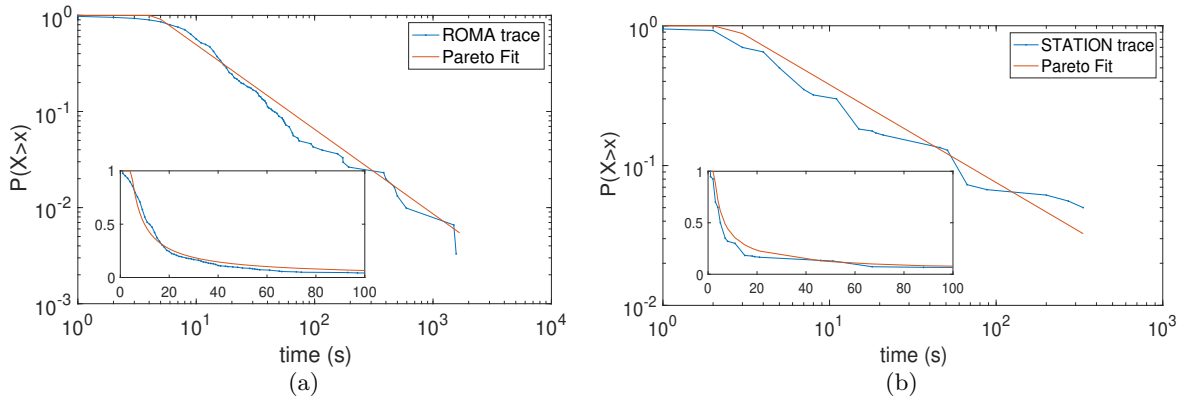 10^0
10^-1
10^-2
10^-3
P(X>x)
10^0 10^1 10^2 10^3 10^4
time (s)
ROMA trace
Pareto Fit
1
0.5
0
0 20 40 60 80 100
(a)
10^0
10^-1
10^-2
P(X>x)
10^0 10^1 10^2 10^3
time (s)
STATION trace
Pareto Fit
1
0.5
0
0 20 40 60 80 100
(b)